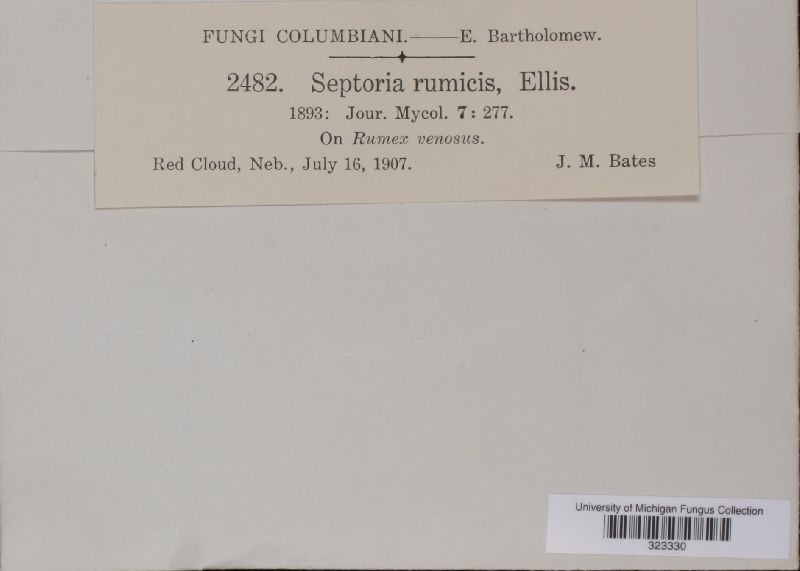 FUNGI COLUMBIANI.——E. Bartholomew.
2482. Septoria rumicis, Ellis.
1893: Jour. Mycol. 7: 277.
On Rumex venosus.
Red Cloud, Neb., July 16, 1907. J. M. Bates
University of Michigan Fungus Collection
323330